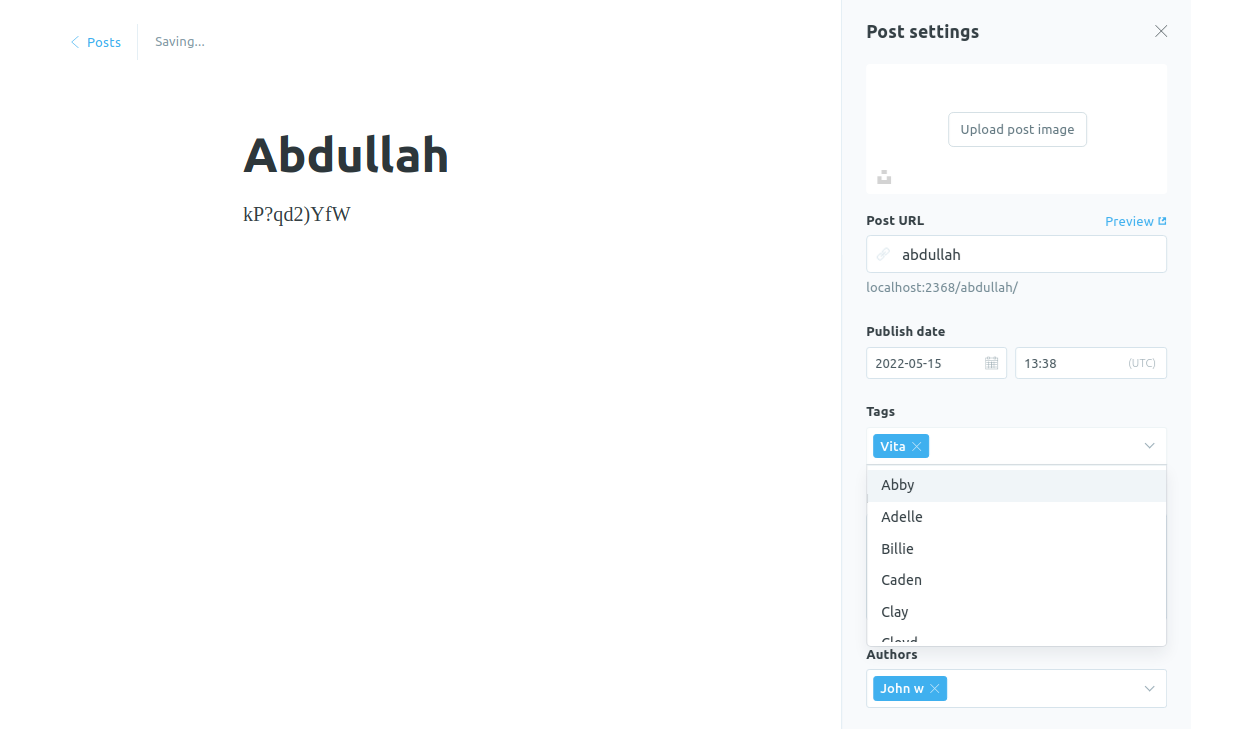 Posts
Saving...
Abdullah
kP?qd2)YfW
Post settings
Upload post image
Post URL
Preview
abdullah
localhost:2368/abdullah/
Publish date
2022-05-15
13:38 (UTC)
Tags
Vita
Abby
Adelle
Billie
Caden
Clay
Authors
John w